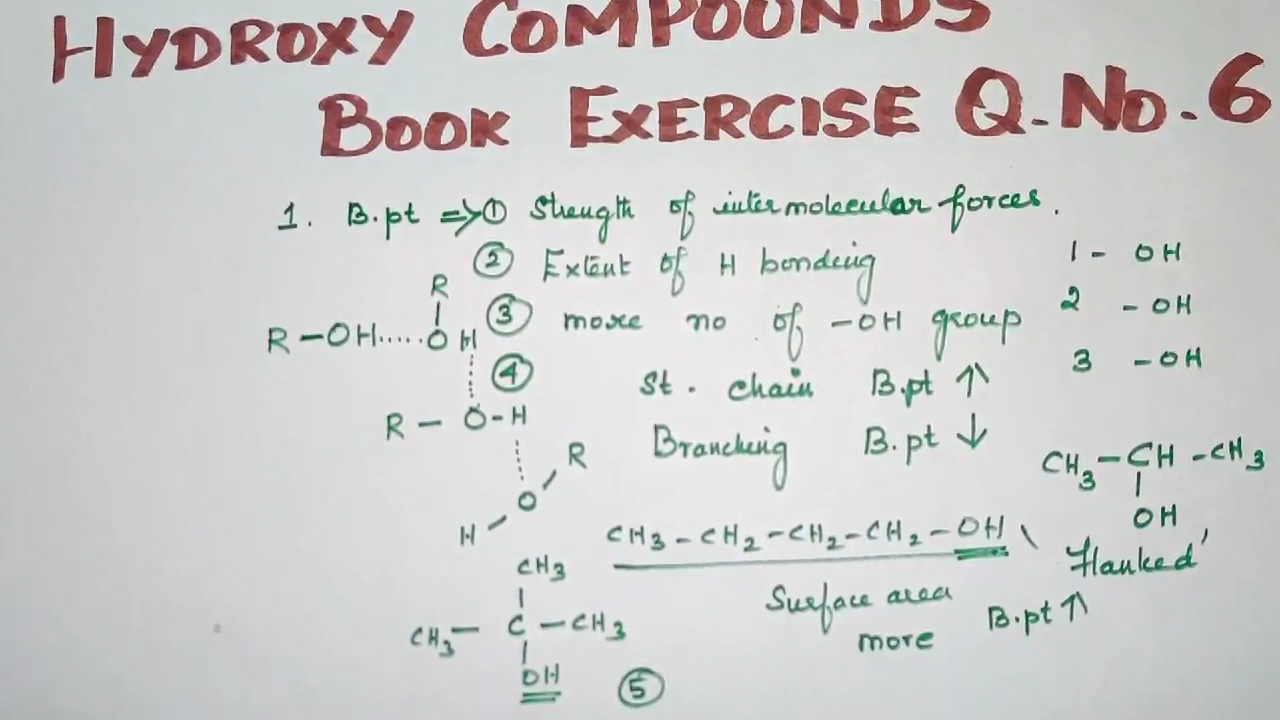 HYDROXY COMPOUNDS
BOOK EXERCISE Q.NO.6
1. B.pt => ① Strength of intermolecular forces.
② Extent of H bonding
1 - OH
R
R-OH.....O H
③ more no of -OH group
2 - OH
④ St. chain B.pt ↑
3 -OH
R - O-H
Branching B.pt ↓
R
CH3-CH-CH3
OH
O
H
CH3-CH2-CH2-CH2-OH
'flanked'
CH3
Surface area
more
B.pt ↑
CH3- C -CH3
OH
⑤